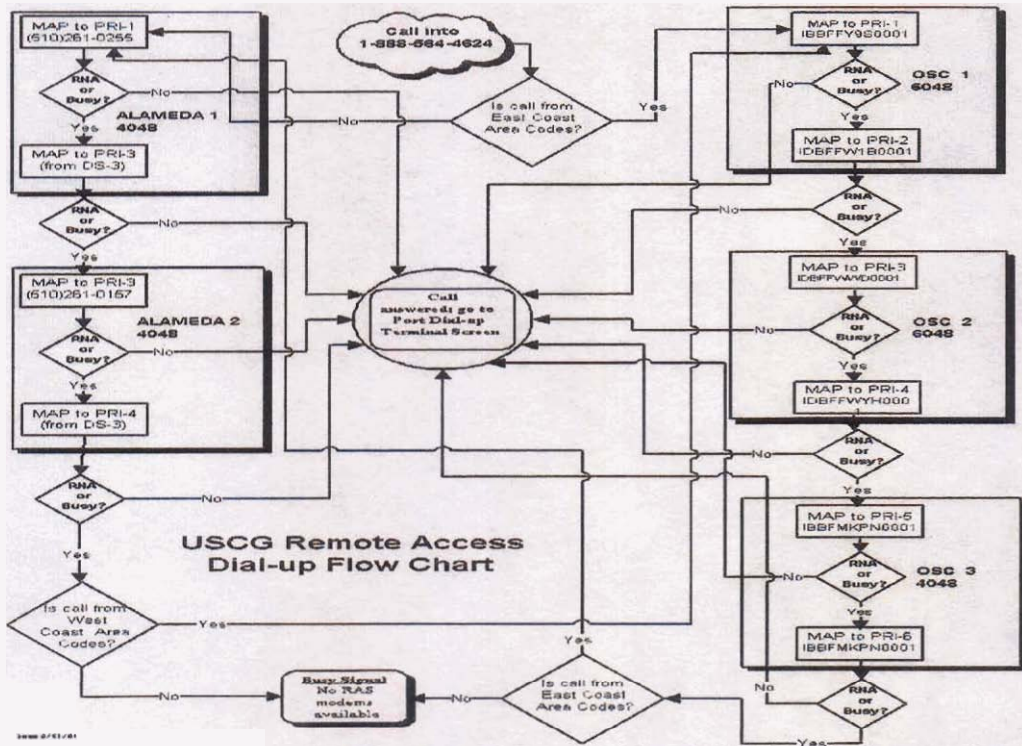 Call into
1-888-564-4624
Is call from
East Coast
Area Codes?
No
Yes
MAP to PRI-1
(510)261-0255
RNA
or
Busy?
No
Yes
ALAMEDA 1
4048
MAP to PRI-3
(from DS-3)
RNA
or
Busy?
No
Yes
MAP to PRI-3
(510)261-0157
ALAMEDA 2
4048
RNA
or
Busy?
No
Yes
MAP to PRI-4
(from DS-3)
RNA
or
Busy?
No
Yes
Is call from
West
Coast Area
Codes?
Yes
No
MAP to PRI-1
OSC 1
6048
RNA
or
Busy?
No
Yes
MAP to PRI-2
RNA
or
Busy?
No
Yes
MAP to PRI-3
OSC 2
6048
RNA
or
Busy?
No
Yes
MAP to PRI-4
IDBFFWYH000
RNA
or
Busy?
No
Yes
MAP to PRI-5
IBBFMKPN0001
OSC 3
4048
RNA
or
Busy?
No
Yes
MAP to PRI-6
IBBFMKPN0001
RNA
or
Busy?
No
Yes
Call
answered; go to
Port Dial-up
Terminal Screen
USCG Remote Access
Dial-up Flow Chart
Is call from
East Coast
Area Codes?
Yes
No
Busy Signal
No RAS
modems
available